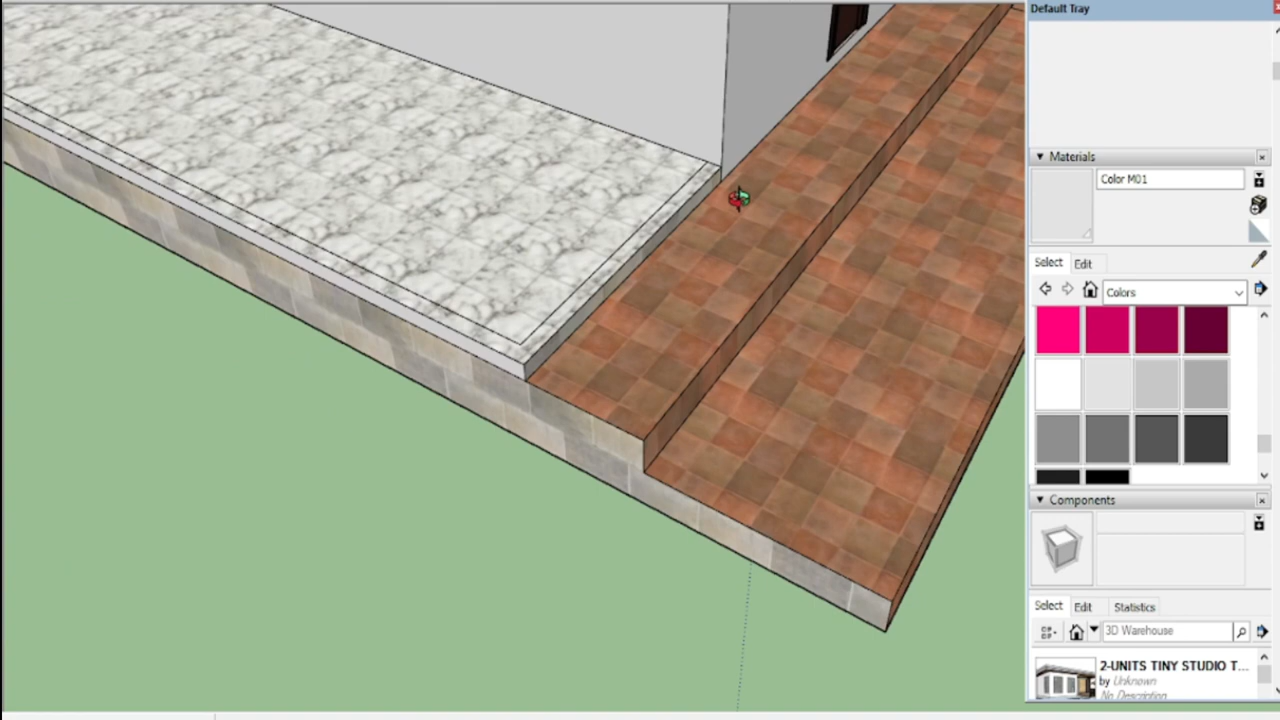 Default Tray
Materials
Color M01
Select Edit
Colors
Components
Select Edit Statistics
3D Warehouse
2-UNITS TINY STUDIO T...
by Unknown
No Description